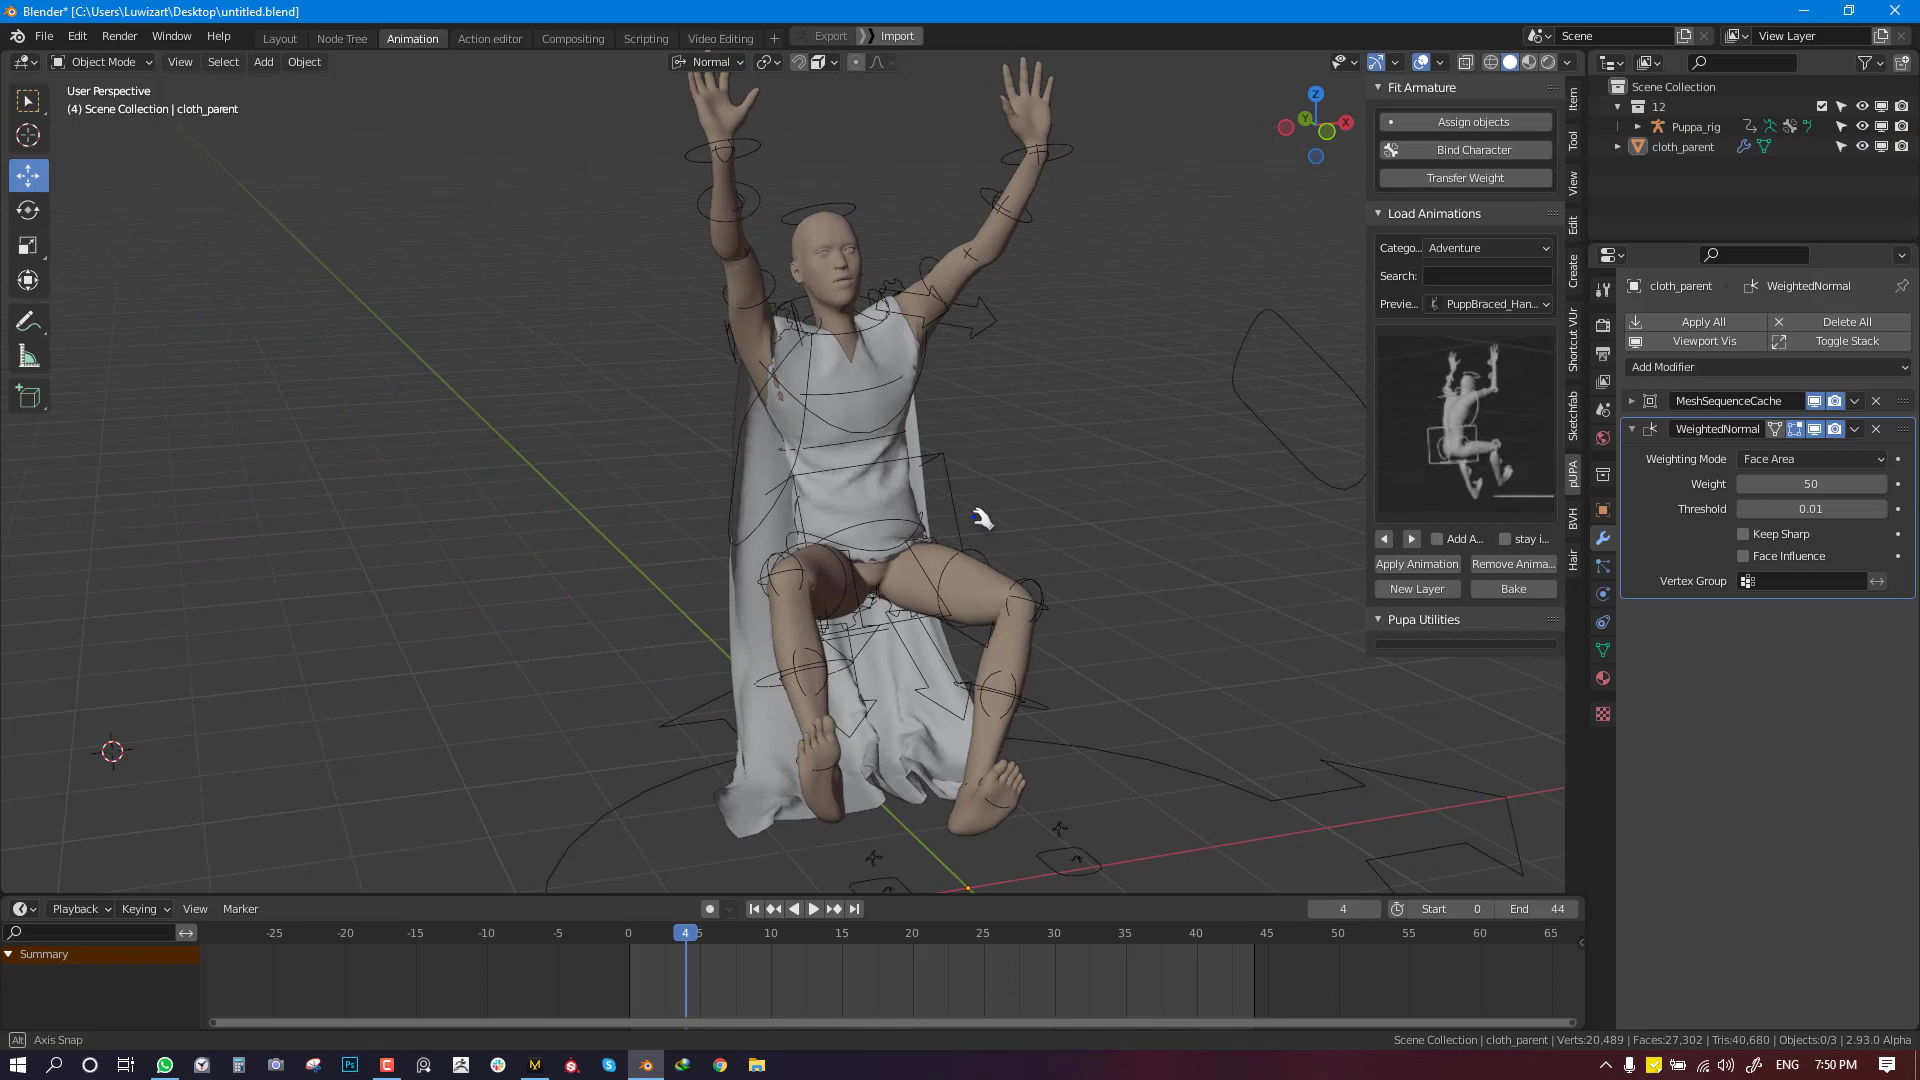 Blender* [C:\Users\Luwizart\Desktop\untitled.blend]
File Edit Render Window Help
Layout Node Tree Animation Action editor Compositing Scripting Video Editing + Export Import
Scene View Layer
Object Mode View Select Add Object
Normal
User Perspective
(4) Scene Collection | cloth_parent
Z
Y
X
Fit Armature
Assign objects
Bind Character
Transfer Weight
Load Animations
Catego... Adventure
Search:
Previe... PuppBraced_Han...
Add A... stay i...
Apply Animation Remove Anima...
New Layer Bake
Pupa Utilities
Item
Tool
View
Edit
Create
Shortcut VUr
Sketchfab
pUPA
BVH
Hair
Scene Collection
12
Puppa_rig
cloth_parent
cloth_parent WeightedNormal
Apply All Delete All
Viewport Vis Toggle Stack
Add Modifier
MeshSequenceCache
WeightedNormal
Weighting Mode Face Area
Weight 50
Threshold 0.01
Keep Sharp
Face Influence
Vertex Group
Playback Keying View Marker
4 Start 0 End 44
-25 -20 -15 -10 -5 0 4 5 10 15 20 25 30 35 40 45 50 55 60 65
Summary
Alt Axis Snap
Scene Collection | cloth_parent | Verts:20,489 | Faces:27,302 | Tris:40,680 | Objects:0/3 | 2.93.0 Alpha
ENG 7:50 PM